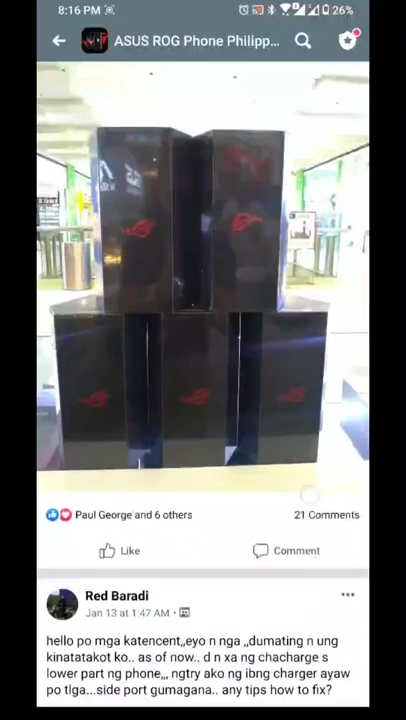 8:16 PM
26%
ASUS ROG Phone Philipp...
Paul George and 6 others
21 Comments
Like
Comment
Red Baradi
Jan 13 at 1:47 AM
hello po mga katencent,,eyo n nga ,,dumating n ung
kinatatakot ko.. as of now.. d n xa ng chacharge s
lower part ng phone,,, ngtry ako ng ibng charger ayaw
po tlga...side port gumagana.. any tips how to fix?